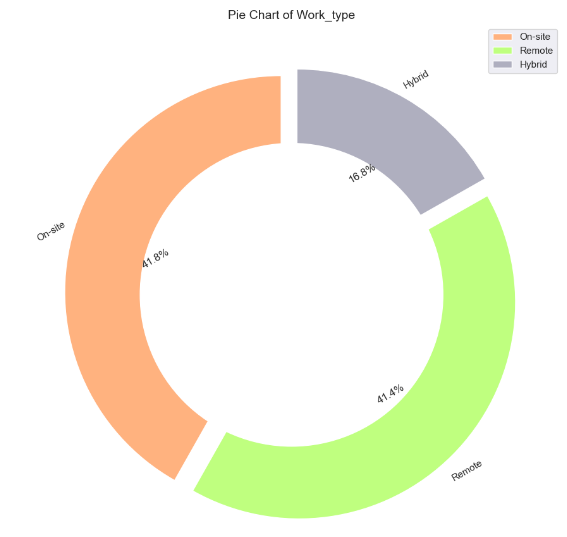 Pie Chart of Work_type
On-site
Remote
Hybrid
Hybrid
16.8%
On-site
41.8%
41.4%
Remote